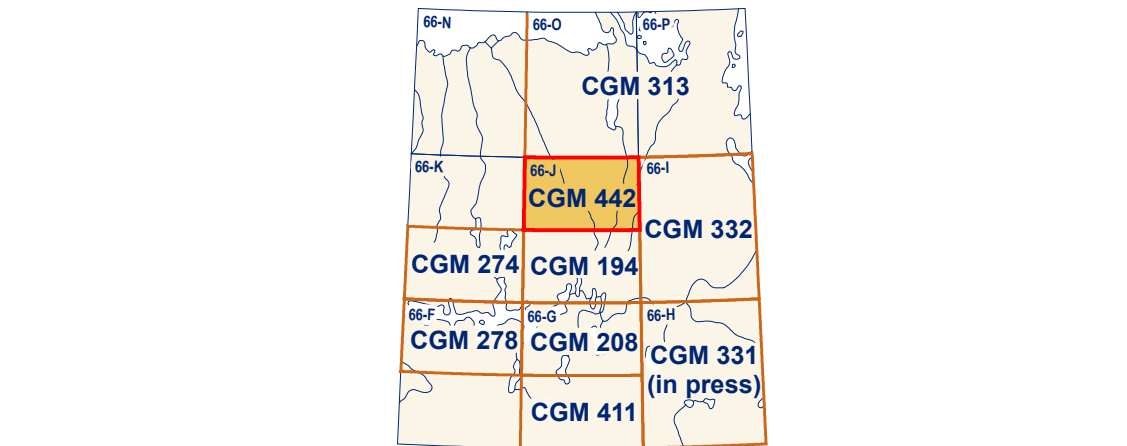 66-N
66-O
66-P
CGM 313
66-K
66-J
66-I
CGM 442
CGM 332
CGM 274
CGM 194
66-F
66-G
66-H
CGM 278
CGM 208
CGM 331
(in press)
CGM 411